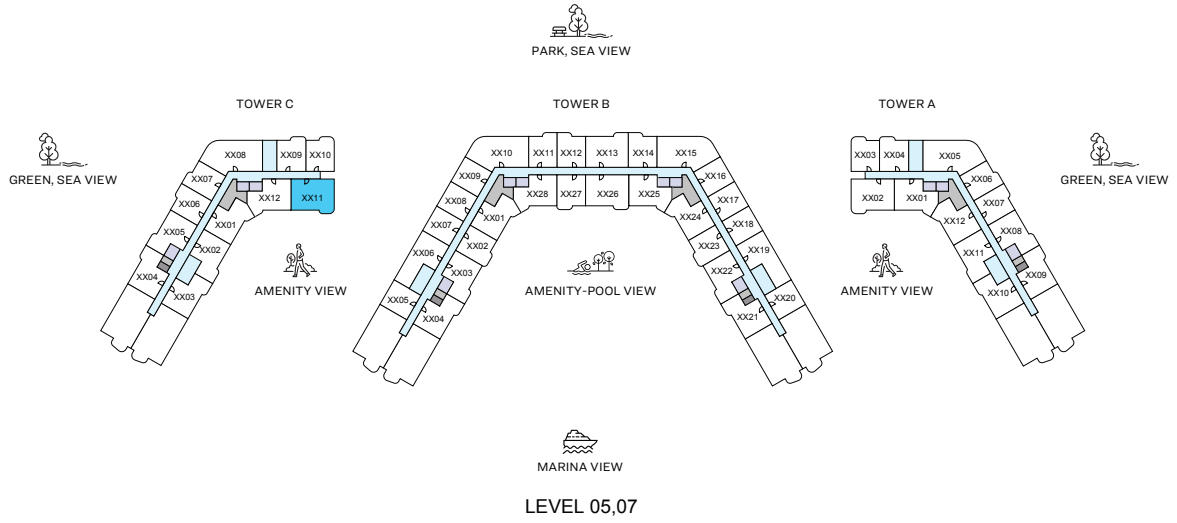 PARK, SEA VIEW
TOWER C
TOWER B
TOWER A
GREEN, SEA VIEW
GREEN, SEA VIEW
XX08
XX09
XX10
XX07
XX11
XX12
XX06
XX01
XX05
XX02
XX04
XX03
XX10
XX11
XX12
XX13
XX14
XX15
XX09
XX28
XX27
XX26
XX25
XX16
XX08
XX01
XX24
XX17
XX07
XX02
XX23
XX18
XX06
XX03
XX22
XX19
XX05
XX04
XX21
XX20
XX03
XX04
XX05
XX02
XX01
XX06
XX12
XX07
XX11
XX08
XX10
XX09
AMENITY VIEW
AMENITY-POOL VIEW
AMENITY VIEW
MARINA VIEW
LEVEL 05,07